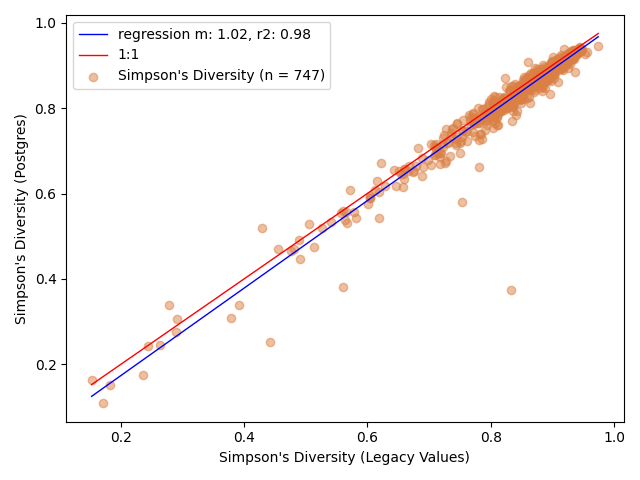 regression m: 1.02, r2: 0.98
1:1
Simpson's Diversity (n = 747)
Simpson's Diversity (Postgres)
1.0
0.8
0.6
0.4
0.2
0.2
0.4
0.6
0.8
1.0
Simpson's Diversity (Legacy Values)